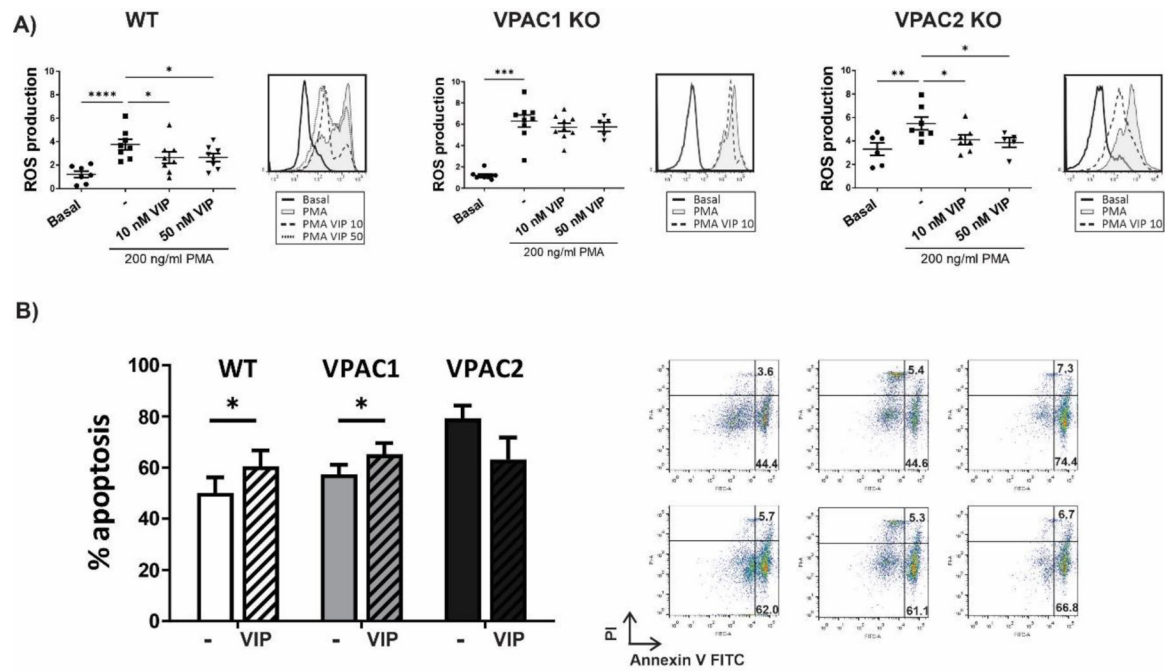 A)
WT
VPAC1 KO
VPAC2 KO
ROS production
10
8
6
4
2
0
****
*
*
Basal
-
10 nM VIP
50 nM VIP
200 ng/ml PMA
Basal
PMA
PMA VIP 10
PMA VIP 50
ROS production
10
8
6
4
2
0
***
Basal
-
10 nM VIP
50 nM VIP
200 ng/ml PMA
Basal
PMA
PMA VIP 10
ROS production
10
8
6
4
2
0
**
*
*
Basal
-
10 nM VIP
50 nM VIP
200 ng/ml PMA
Basal
PMA
PMA VIP 10
B)
% apoptosis
100
80
60
40
20
0
WT
VPAC1
VPAC2
*
*
- VIP
- VIP
- VIP
3.6
44.4
5.4
44.6
7.3
74.4
5.7
62.0
5.3
61.1
6.7
66.8
FITC-A
FITC-A
FITC-A
FITC-A
FITC-A
FITC-A
PI
Annexin V FITC